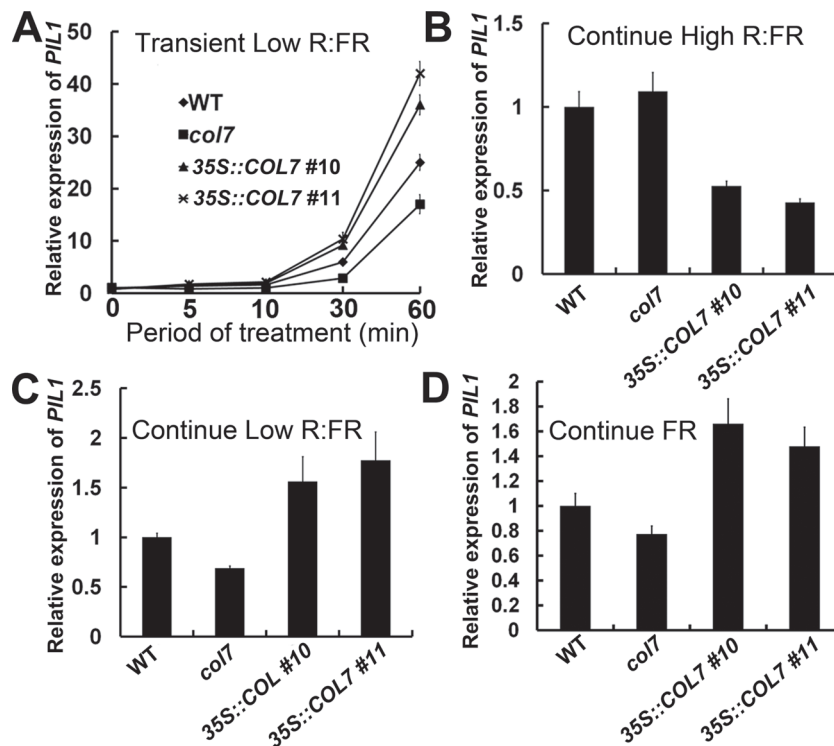 A
Relative expression of PIL1
50
40
30
20
10
0
Transient Low R:FR
WT
col7
35S::COL7 #10
35S::COL7 #11
0 5 10 30 60
Period of treatment (min)
B
Relative expression of PIL1
1.5
1
0.5
0
Continue High R:FR
WT
col7
35S::COL7 #10
35S::COL7 #11
C
Relative expression of PIL1
2.5
2
1.5
1
0.5
0
Continue Low R:FR
WT
col7
35S::COL #10
35S::COL7 #11
D
Relative expression of PIL1
2
1.8
1.6
1.4
1.2
1
0.8
0.6
0.4
0.2
0
Continue FR
WT
col7
35S::COL7 #10
35S::COL7 #11